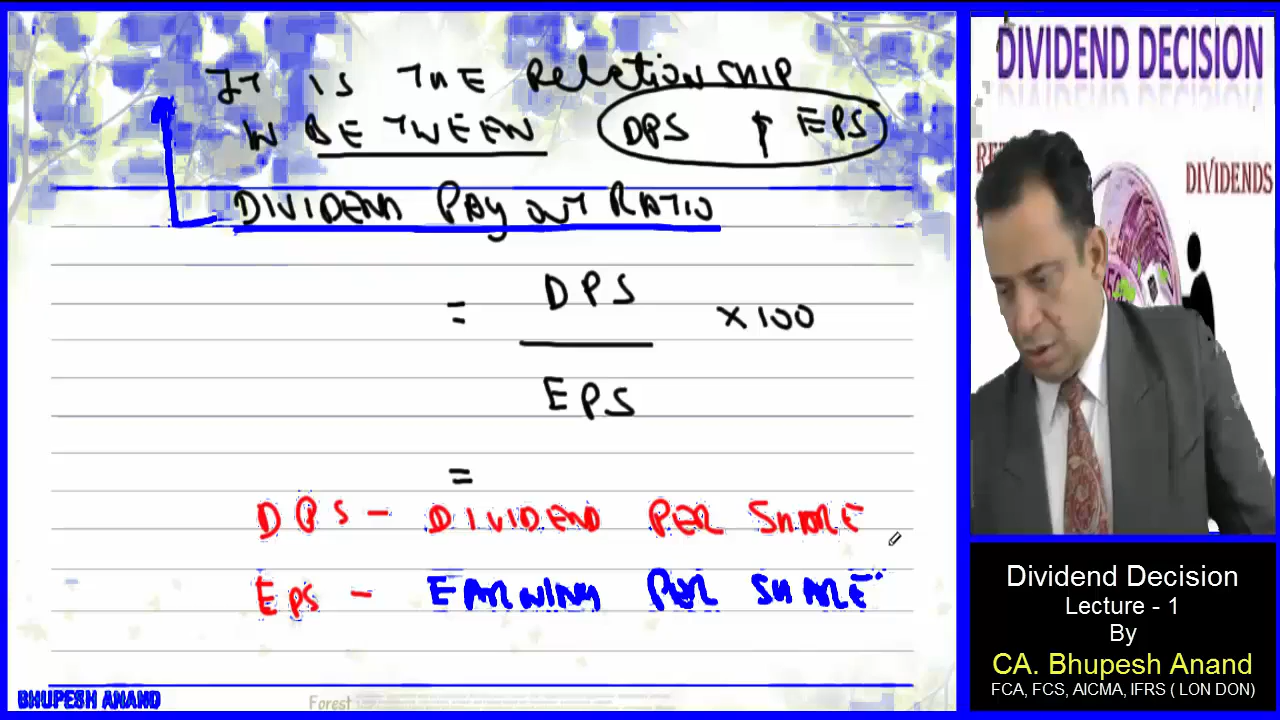 IT IS THE RelationSHIP
IN BETWEEN DPS & EPS
DIVIDEND PAY OUT RATIO
= DPS × 100
EPS
=
DPS - DIVIDEND PER SHARE
EPS - EARNING PER SHARE
BHUPESH ANAND
Forest
DIVIDEND DECISION
DIVIDENDS
Dividend Decision
Lecture - 1
By
CA. Bhupesh Anand
FCA, FCS, AICMA, IFRS ( LON DON)